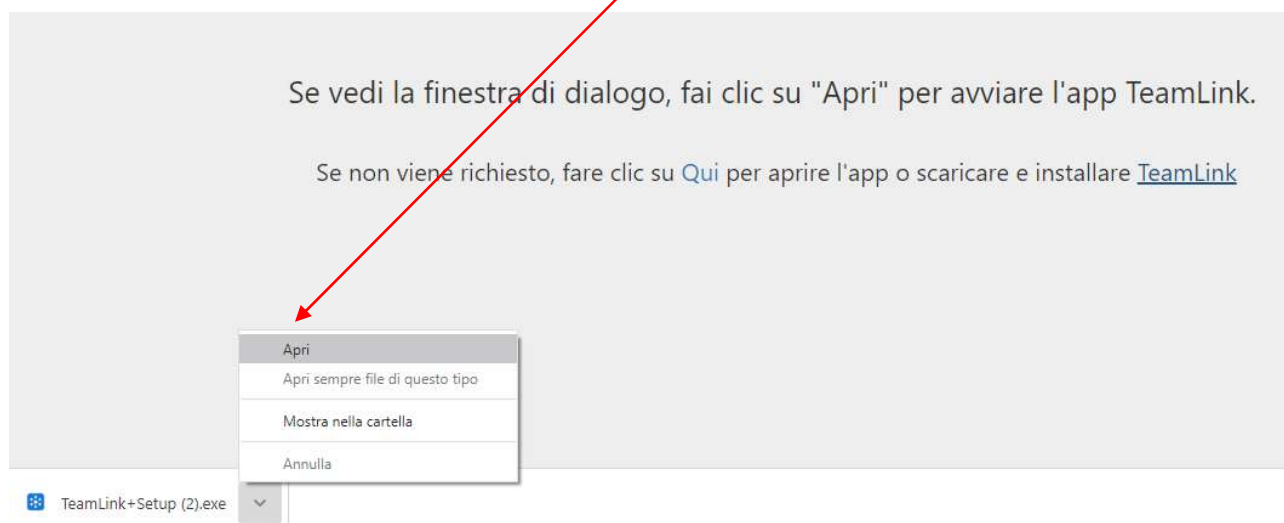 Se vedi la finestra di dialogo, fai clic su "Apri" per avviare l'app TeamLink.
Se non viene richiesto, fare clic su Qui per aprire l'app o scaricare e installare TeamLink
Apri
Apri sempre file di questo tipo
Mostra nella cartella
Annulla
TeamLink+Setup (2).exe